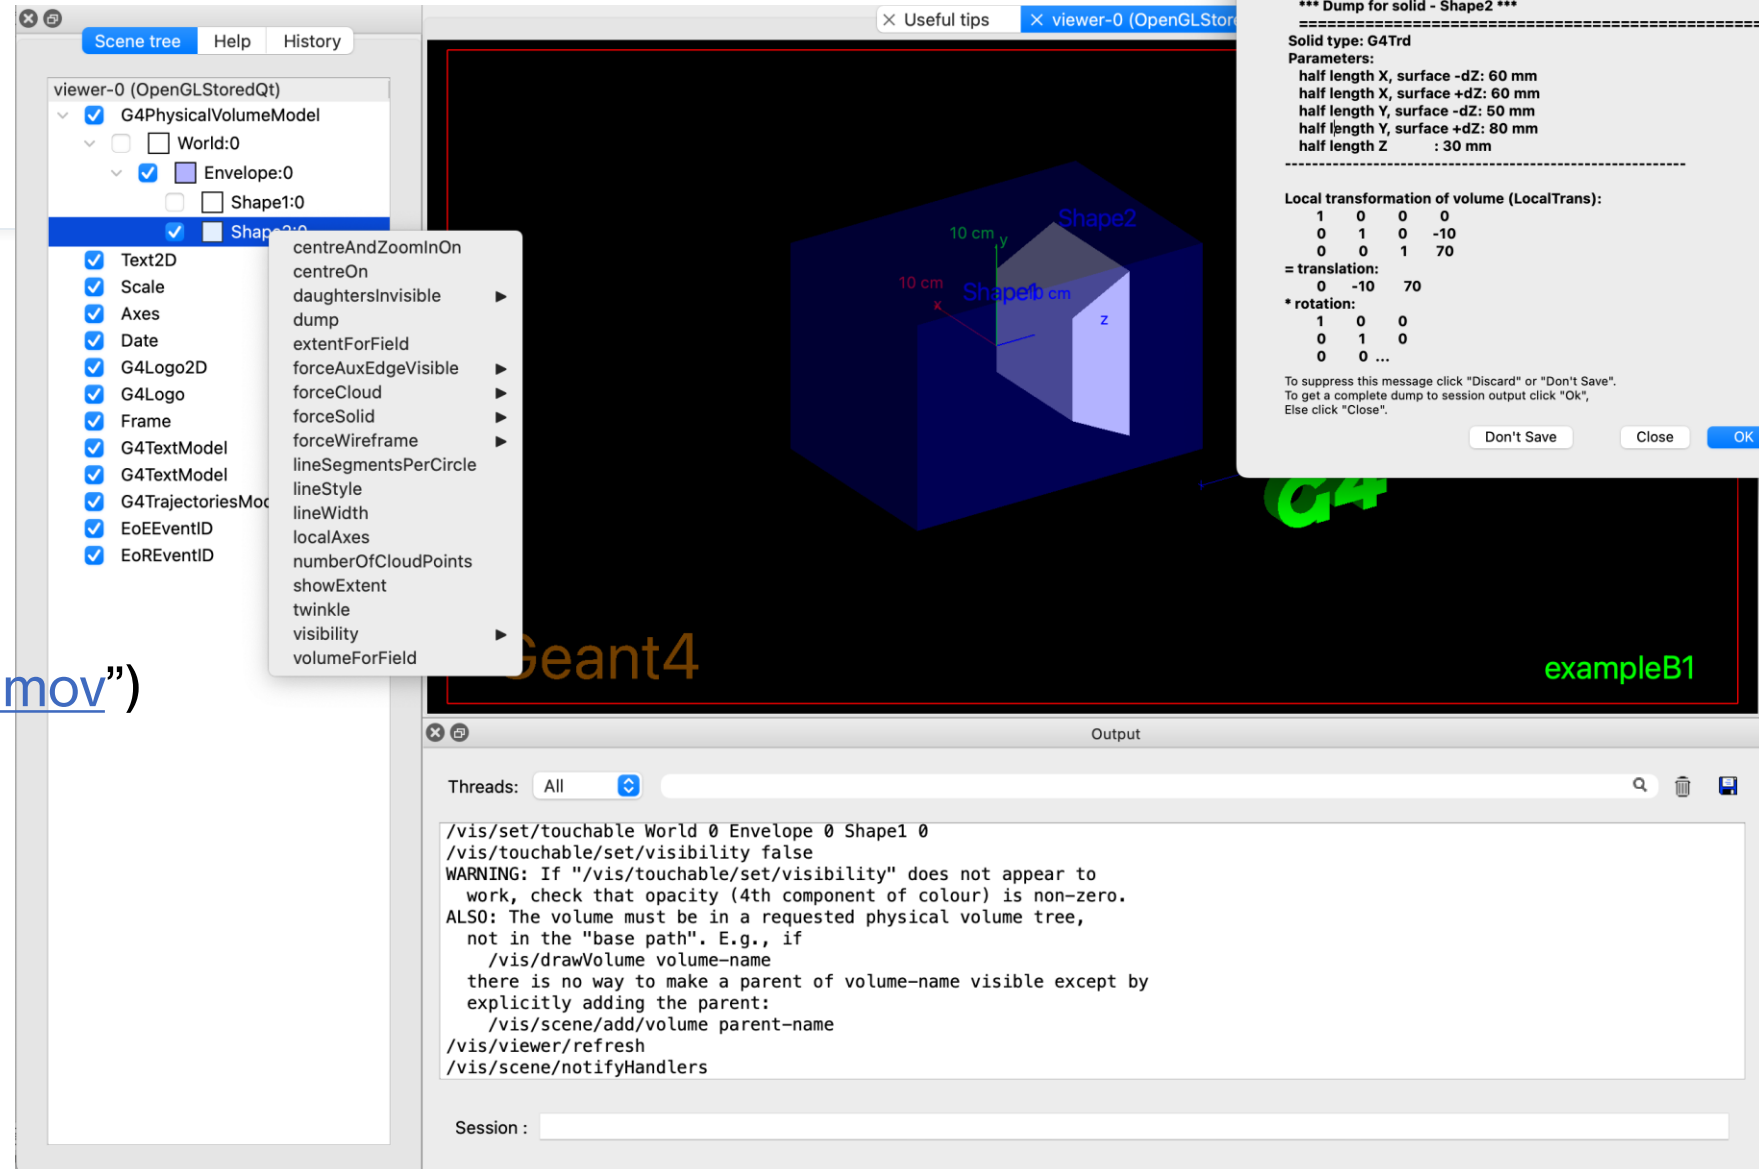 Scene tree
Help
History
viewer-0 (OpenGLStoredQt)
G4PhysicalVolumeModel
World:0
Envelope:0
Shape1:0
Shape2:0
Text2D
Scale
Axes
Date
G4Logo2D
G4Logo
Frame
G4TextModel
G4TextModel
G4TrajectoriesMod
EoEEventID
EoREventID
mov”)
centreAndZoomInOn
centreOn
daughtersInvisible
dump
extentForField
forceAuxEdgeVisible
forceCloud
forceSolid
forceWireframe
lineSegmentsPerCircle
lineStyle
lineWidth
localAxes
numberOfCloudPoints
showExtent
twinkle
visibility
volumeForField
Useful tips
viewer-0 (OpenGLStore
10 cm y
Shape2
10 cm
x
Shape1
10 cm
z
G4
Geant4
exampleB1
*** Dump for solid - Shape2 ***
===================================================
Solid type: G4Trd
Parameters:
half length X, surface -dZ: 60 mm
half length X, surface +dZ: 60 mm
half length Y, surface -dZ: 50 mm
half length Y, surface +dZ: 80 mm
half length Z : 30 mm
-----------------------------------------------------------
Local transformation of volume (LocalTrans):
1 0 0 0
0 1 0 -10
0 0 1 70
= translation:
0 -10 70
* rotation:
1 0 0
0 1 0
0 0 ...
To suppress this message click "Discard" or "Don't Save".
To get a complete dump to session output click "Ok",
Else click "Close".
Don't Save
Close
OK
Output
Threads: All
/vis/set/touchable World 0 Envelope 0 Shape1 0
/vis/touchable/set/visibility false
WARNING: If "/vis/touchable/set/visibility" does not appear to
work, check that opacity (4th component of colour) is non-zero.
ALSO: The volume must be in a requested physical volume tree,
not in the "base path". E.g., if
/vis/drawVolume volume-name
there is no way to make a parent of volume-name visible except by
explicitly adding the parent:
/vis/scene/add/volume parent-name
/vis/viewer/refresh
/vis/scene/notifyHandlers
Session :